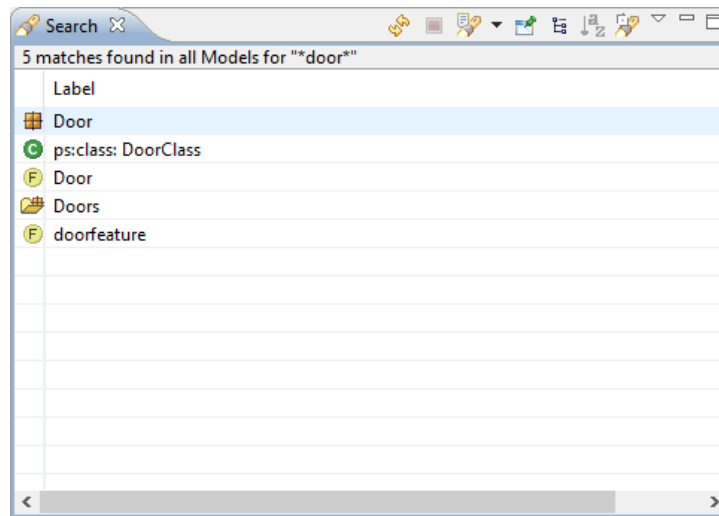 Search
5 matches found in all Models for "*door*"
Label
Door
C ps:class: DoorClass
F Door
Doors
F doorfeature